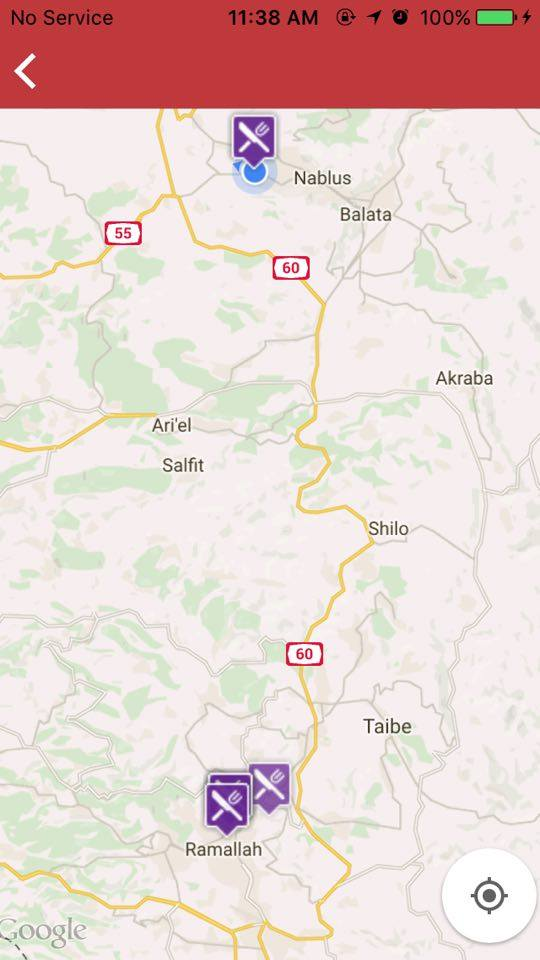 No Service 11:38 AM 100%
Nablus
Balata
55
60
Akraba
Ari'el
Salfit
Shilo
60
Taibe
Ramallah
Google